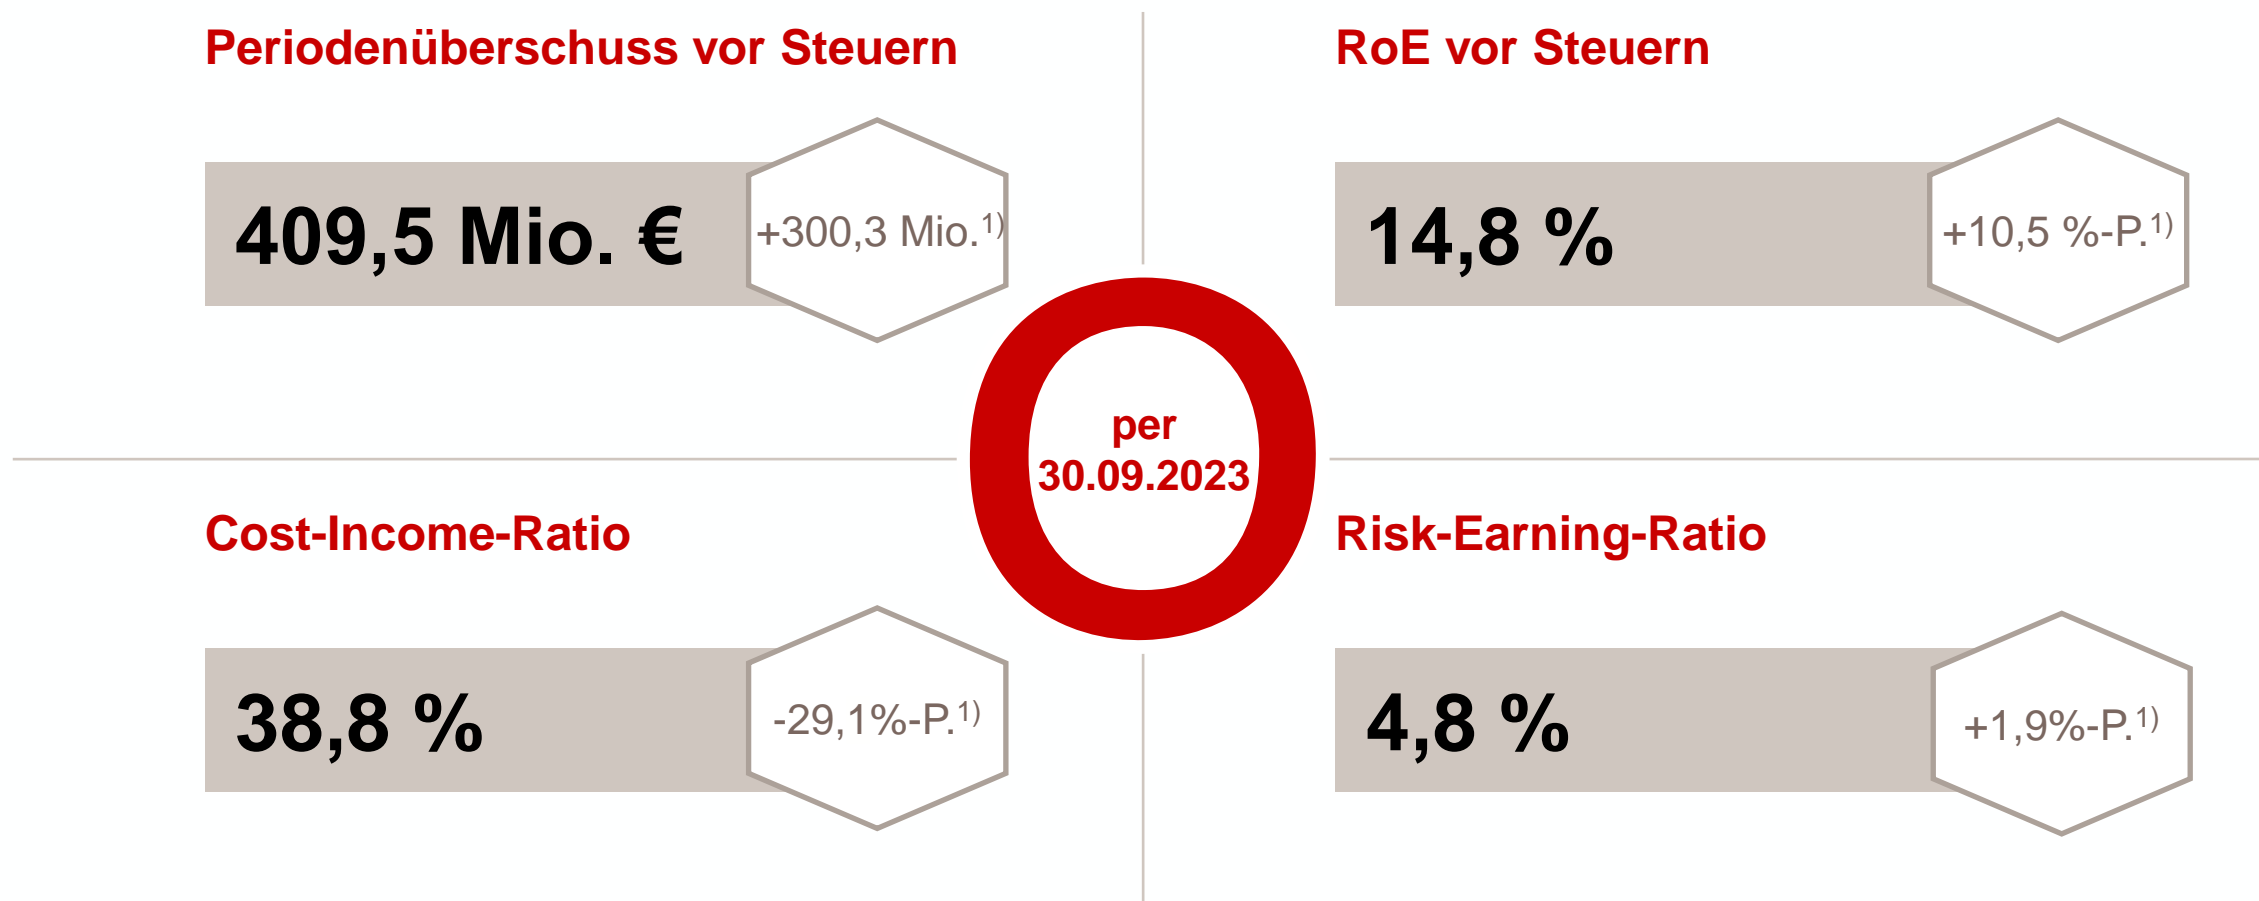 Periodenüberschuss vor Steuern
409,5 Mio. €
+300,3 Mio.1)
RoE vor Steuern
14,8 %
+10,5 %-P.1)
per
30.09.2023
Cost-Income-Ratio
38,8 %
-29,1%-P.1)
Risk-Earning-Ratio
4,8 %
+1,9%-P.1)